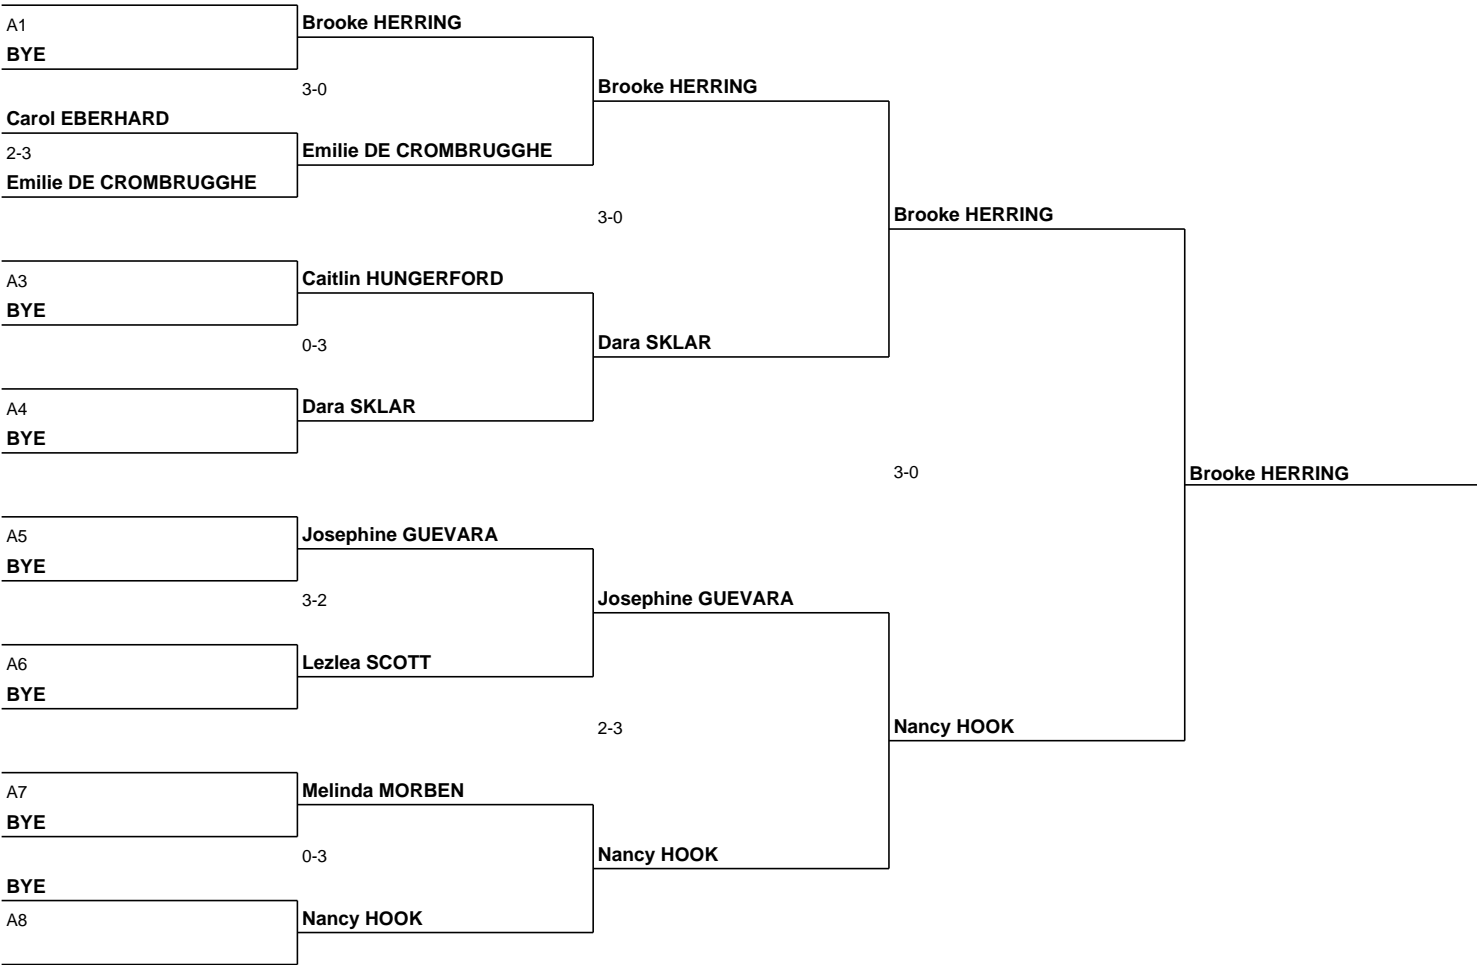 A1
BYE
Brooke HERRING
3-0
Brooke HERRING
Carol EBERHARD
2-3
Emilie DE CROMBRUGGHE
Emilie DE CROMBRUGGHE
3-0
Brooke HERRING
A3
BYE
Caitlin HUNGERFORD
0-3
Dara SKLAR
A4
BYE
Dara SKLAR
3-0
Brooke HERRING
A5
BYE
Josephine GUEVARA
3-2
Josephine GUEVARA
A6
BYE
Lezlea SCOTT
2-3
Nancy HOOK
A7
BYE
Melinda MORBEN
0-3
Nancy HOOK
BYE
A8
Nancy HOOK